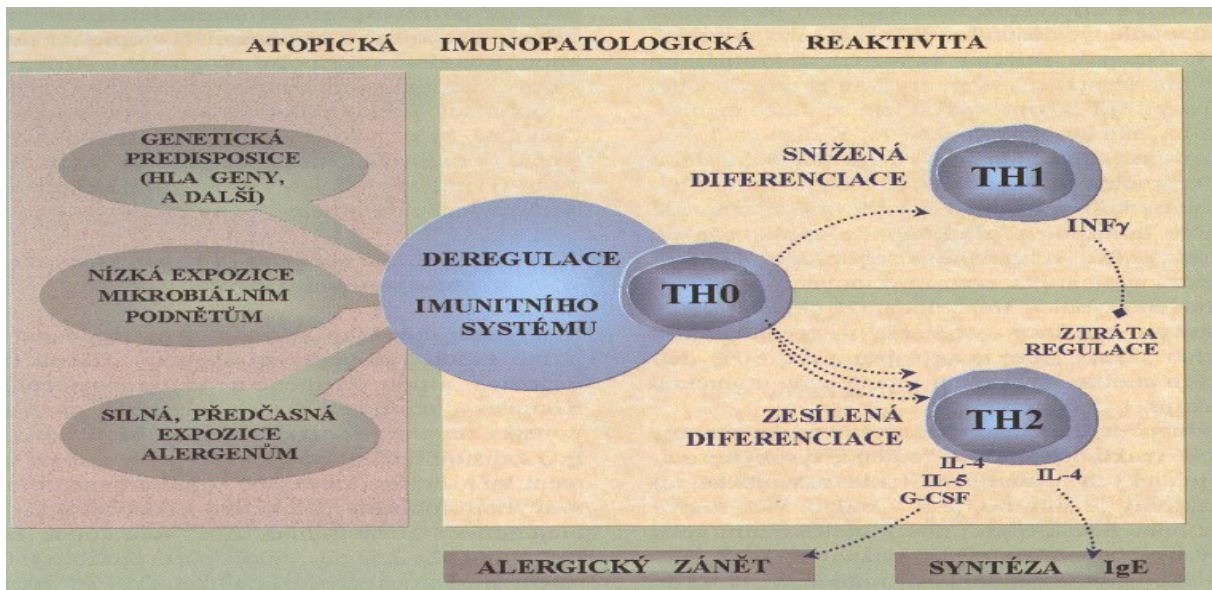 ATOPICKÁ IMUNOPATOLOGICKÁ REAKTIVITA
GENETICKÁ
PREDISPOSICE
(HLA GENY,
A DALŠÍ)
NÍZKÁ EXPOZICE
MIKROBIÁLNÍM
PODNĚTŮM
SILNÁ, PŘEDČASNÁ
EXPOZICE
ALERGENŮM
DEREGULACE
IMUNITNÍHO
SYSTÉMU
TH0
SNÍŽENÁ
DIFERENCIACE
TH1
INFγ
ZTRÁTA
REGULACE
ZESÍLENÁ
DIFERENCIACE
TH2
IL-4
IL-5
G-CSF
IL-4
ALERGICKÝ ZÁNĚT
SYNTÉZA IgE